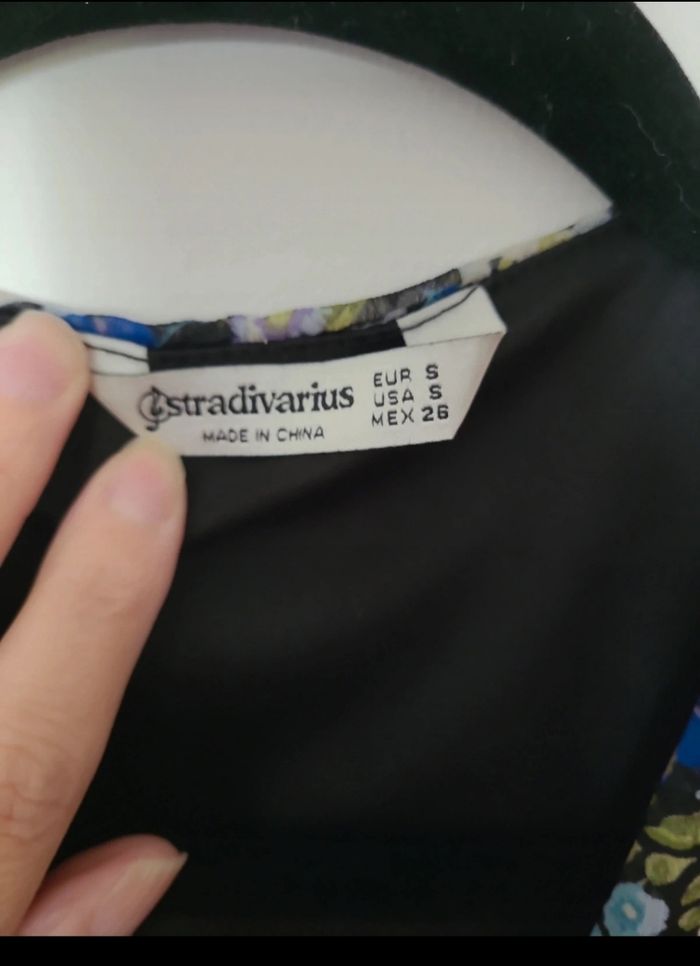 stradivarius
MADE IN CHINA
EUR S
USA S
MEX 26